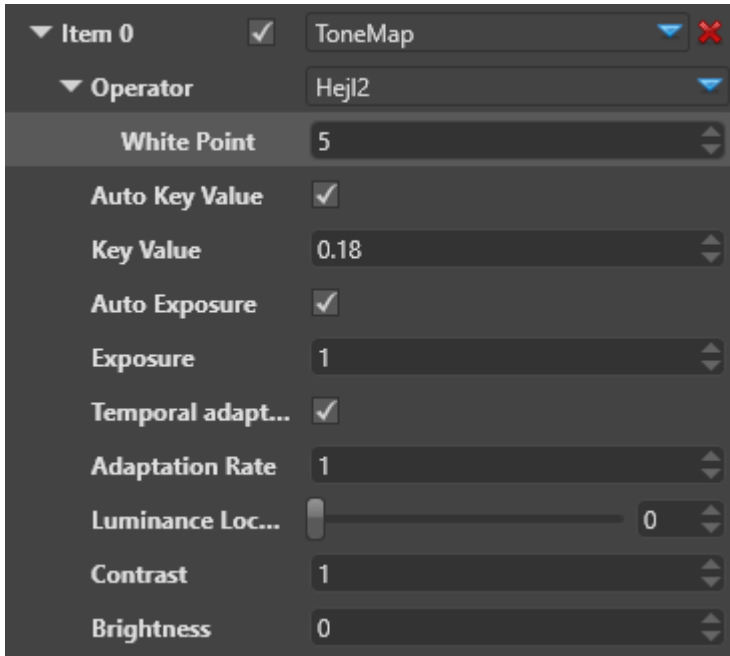 Item 0 ToneMap
Operator Hejl2
White Point 5
Auto Key Value
Key Value 0.18
Auto Exposure
Exposure 1
Temporal adapt...
Adaptation Rate 1
Luminance Loc... 0
Contrast 1
Brightness 0